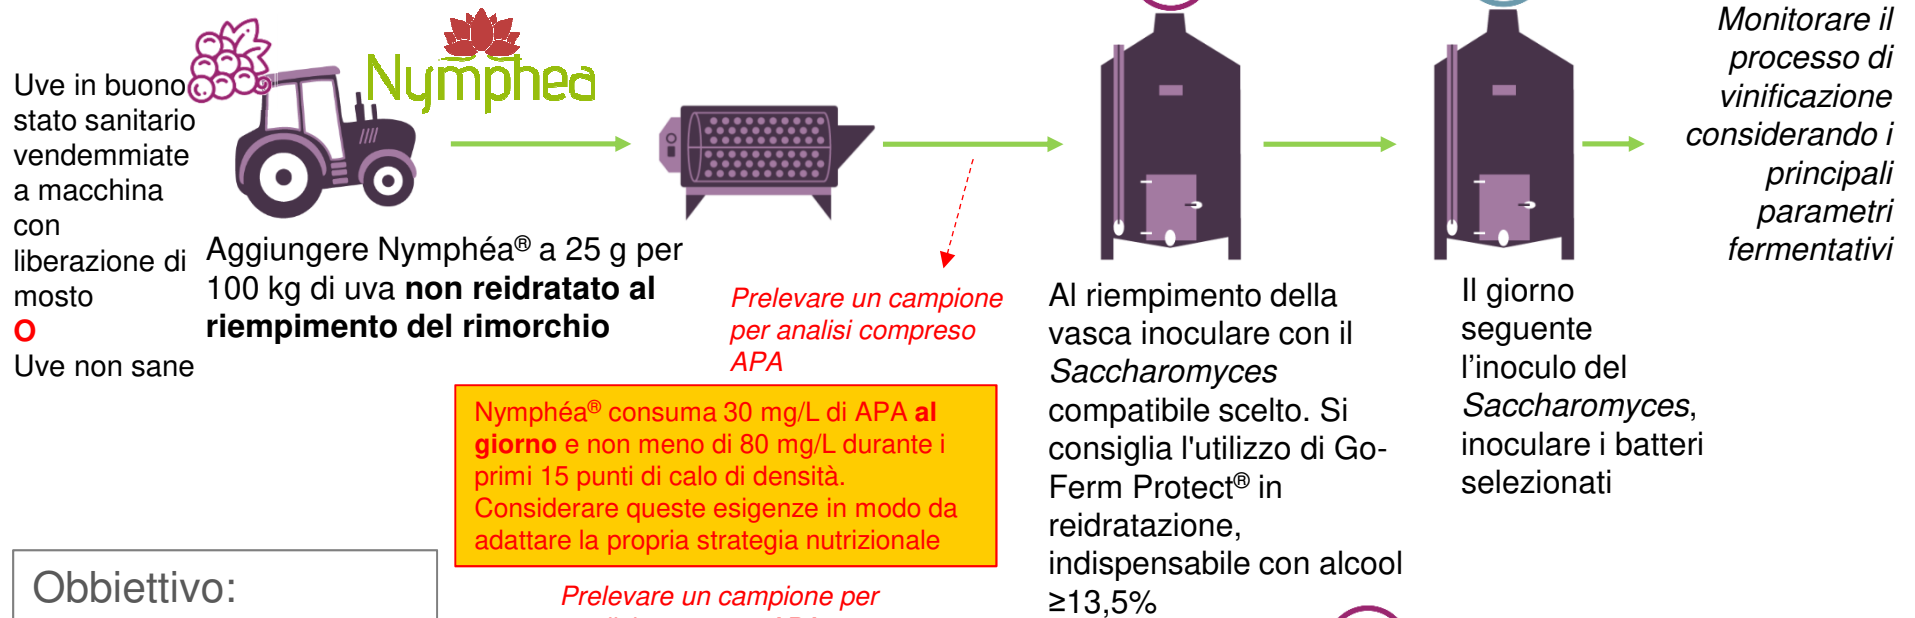 Uve in buono
stato sanitario
vendemmiate
a macchina
con
liberazione di
mosto
O
Uve non sane
Nymphea
Aggiungere Nymphéa® a 25 g per
100 kg di uva non reidratato al
riempimento del rimorchio
Prelevare un campione
per analisi compreso
APA
Nymphéa® consuma 30 mg/L di APA al
giorno e non meno di 80 mg/L durante i
primi 15 punti di calo di densità.
Considerare queste esigenze in modo da
adattare la propria strategia nutrizionale
Al riempimento della
vasca inoculare con il
Saccharomyces
compatibile scelto. Si
consiglia l'utilizzo di Go-
Ferm Protect® in
reidratazione,
indispensabile con alcool
≥13,5%
Il giorno
seguente
l’inoculo del
Saccharomyces,
inoculare i batteri
selezionati
Monitorare il
processo di
vinificazione
considerando i
principali
parametri
fermentativi
Obbiettivo:
Prelevare un campione per